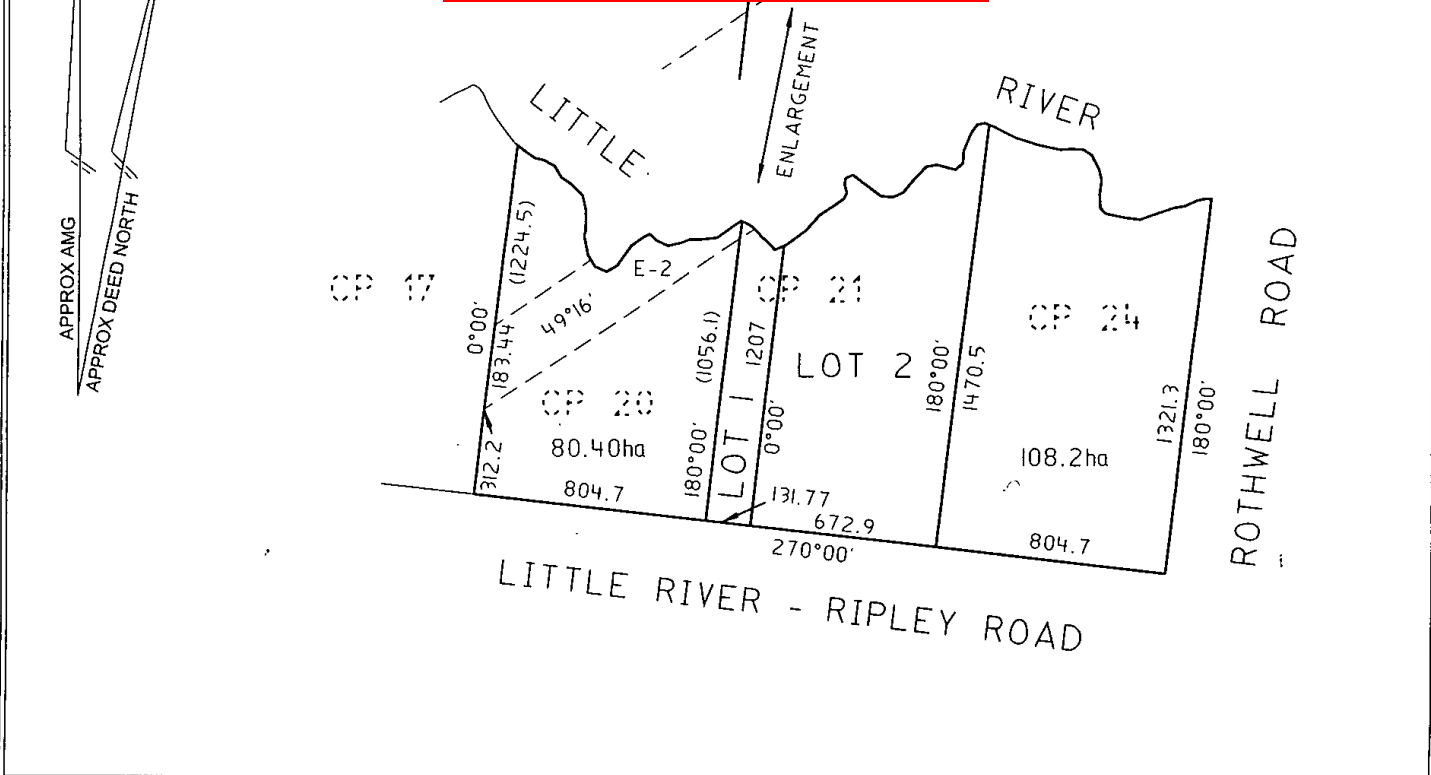 ENLARGEMENT
RIVER
LITTLE
APPROX AMG
APPROX DEED NORTH
CP 17
(1224.5)
0°00'
183.44
312.2
E-2
49°16'
CP 20
80.40ha
804.7
(1056.1)
180°00'
LOT 1
1207
0°00'
CP 21
LOT 2
131.77
672.9
180°00'
1470.5
CP 24
108.2ha
804.7
1321.3
180°00'
ROTHWELL ROAD
270°00'
LITTLE RIVER - RIPLEY ROAD